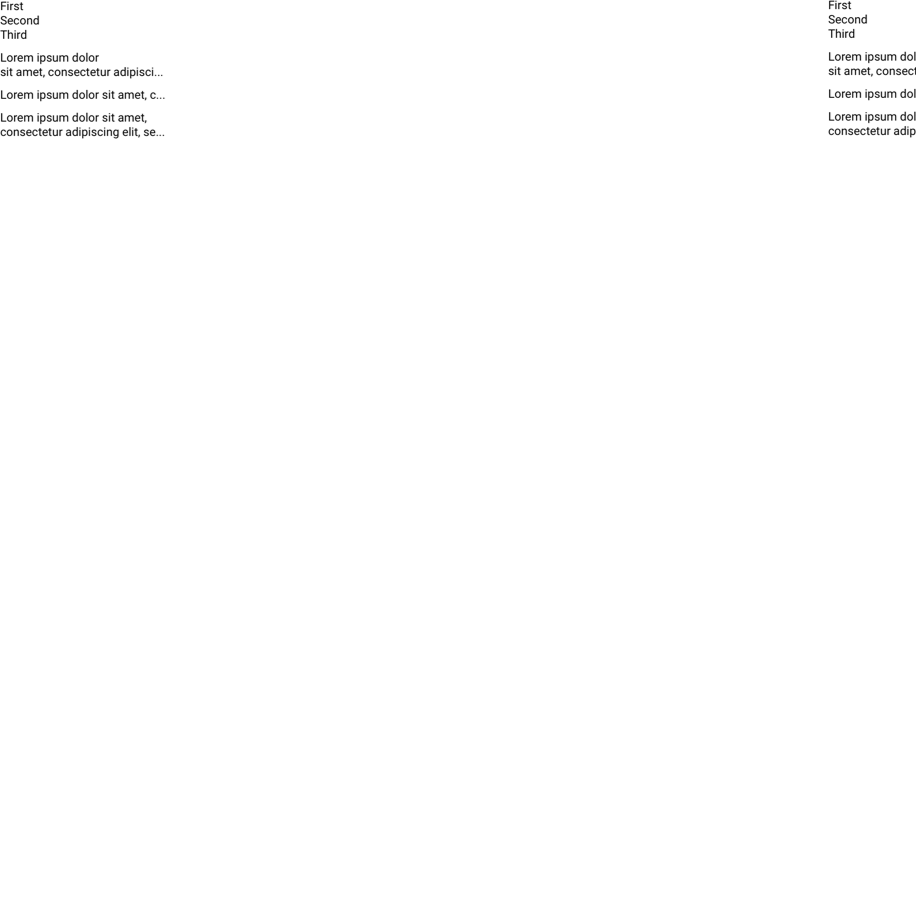 First
Second
Third
Lorem ipsum dolor
sit amet, consectetur adipisci...
Lorem ipsum dolor sit amet, c...
Lorem ipsum dolor sit amet,
consectetur adipiscing elit, se...
First
Second
Third
Lorem ipsum dol
sit amet, consect
Lorem ipsum dol
Lorem ipsum dol
consectetur adip